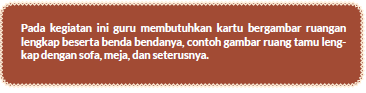 Pada kegiatan ini guru membutuhkan kartu bergambar ruangan
lengkap beserta benda bendanya, contoh gambar ruang tamu leng-
kap dengan sofa, meja, dan seterusnya.